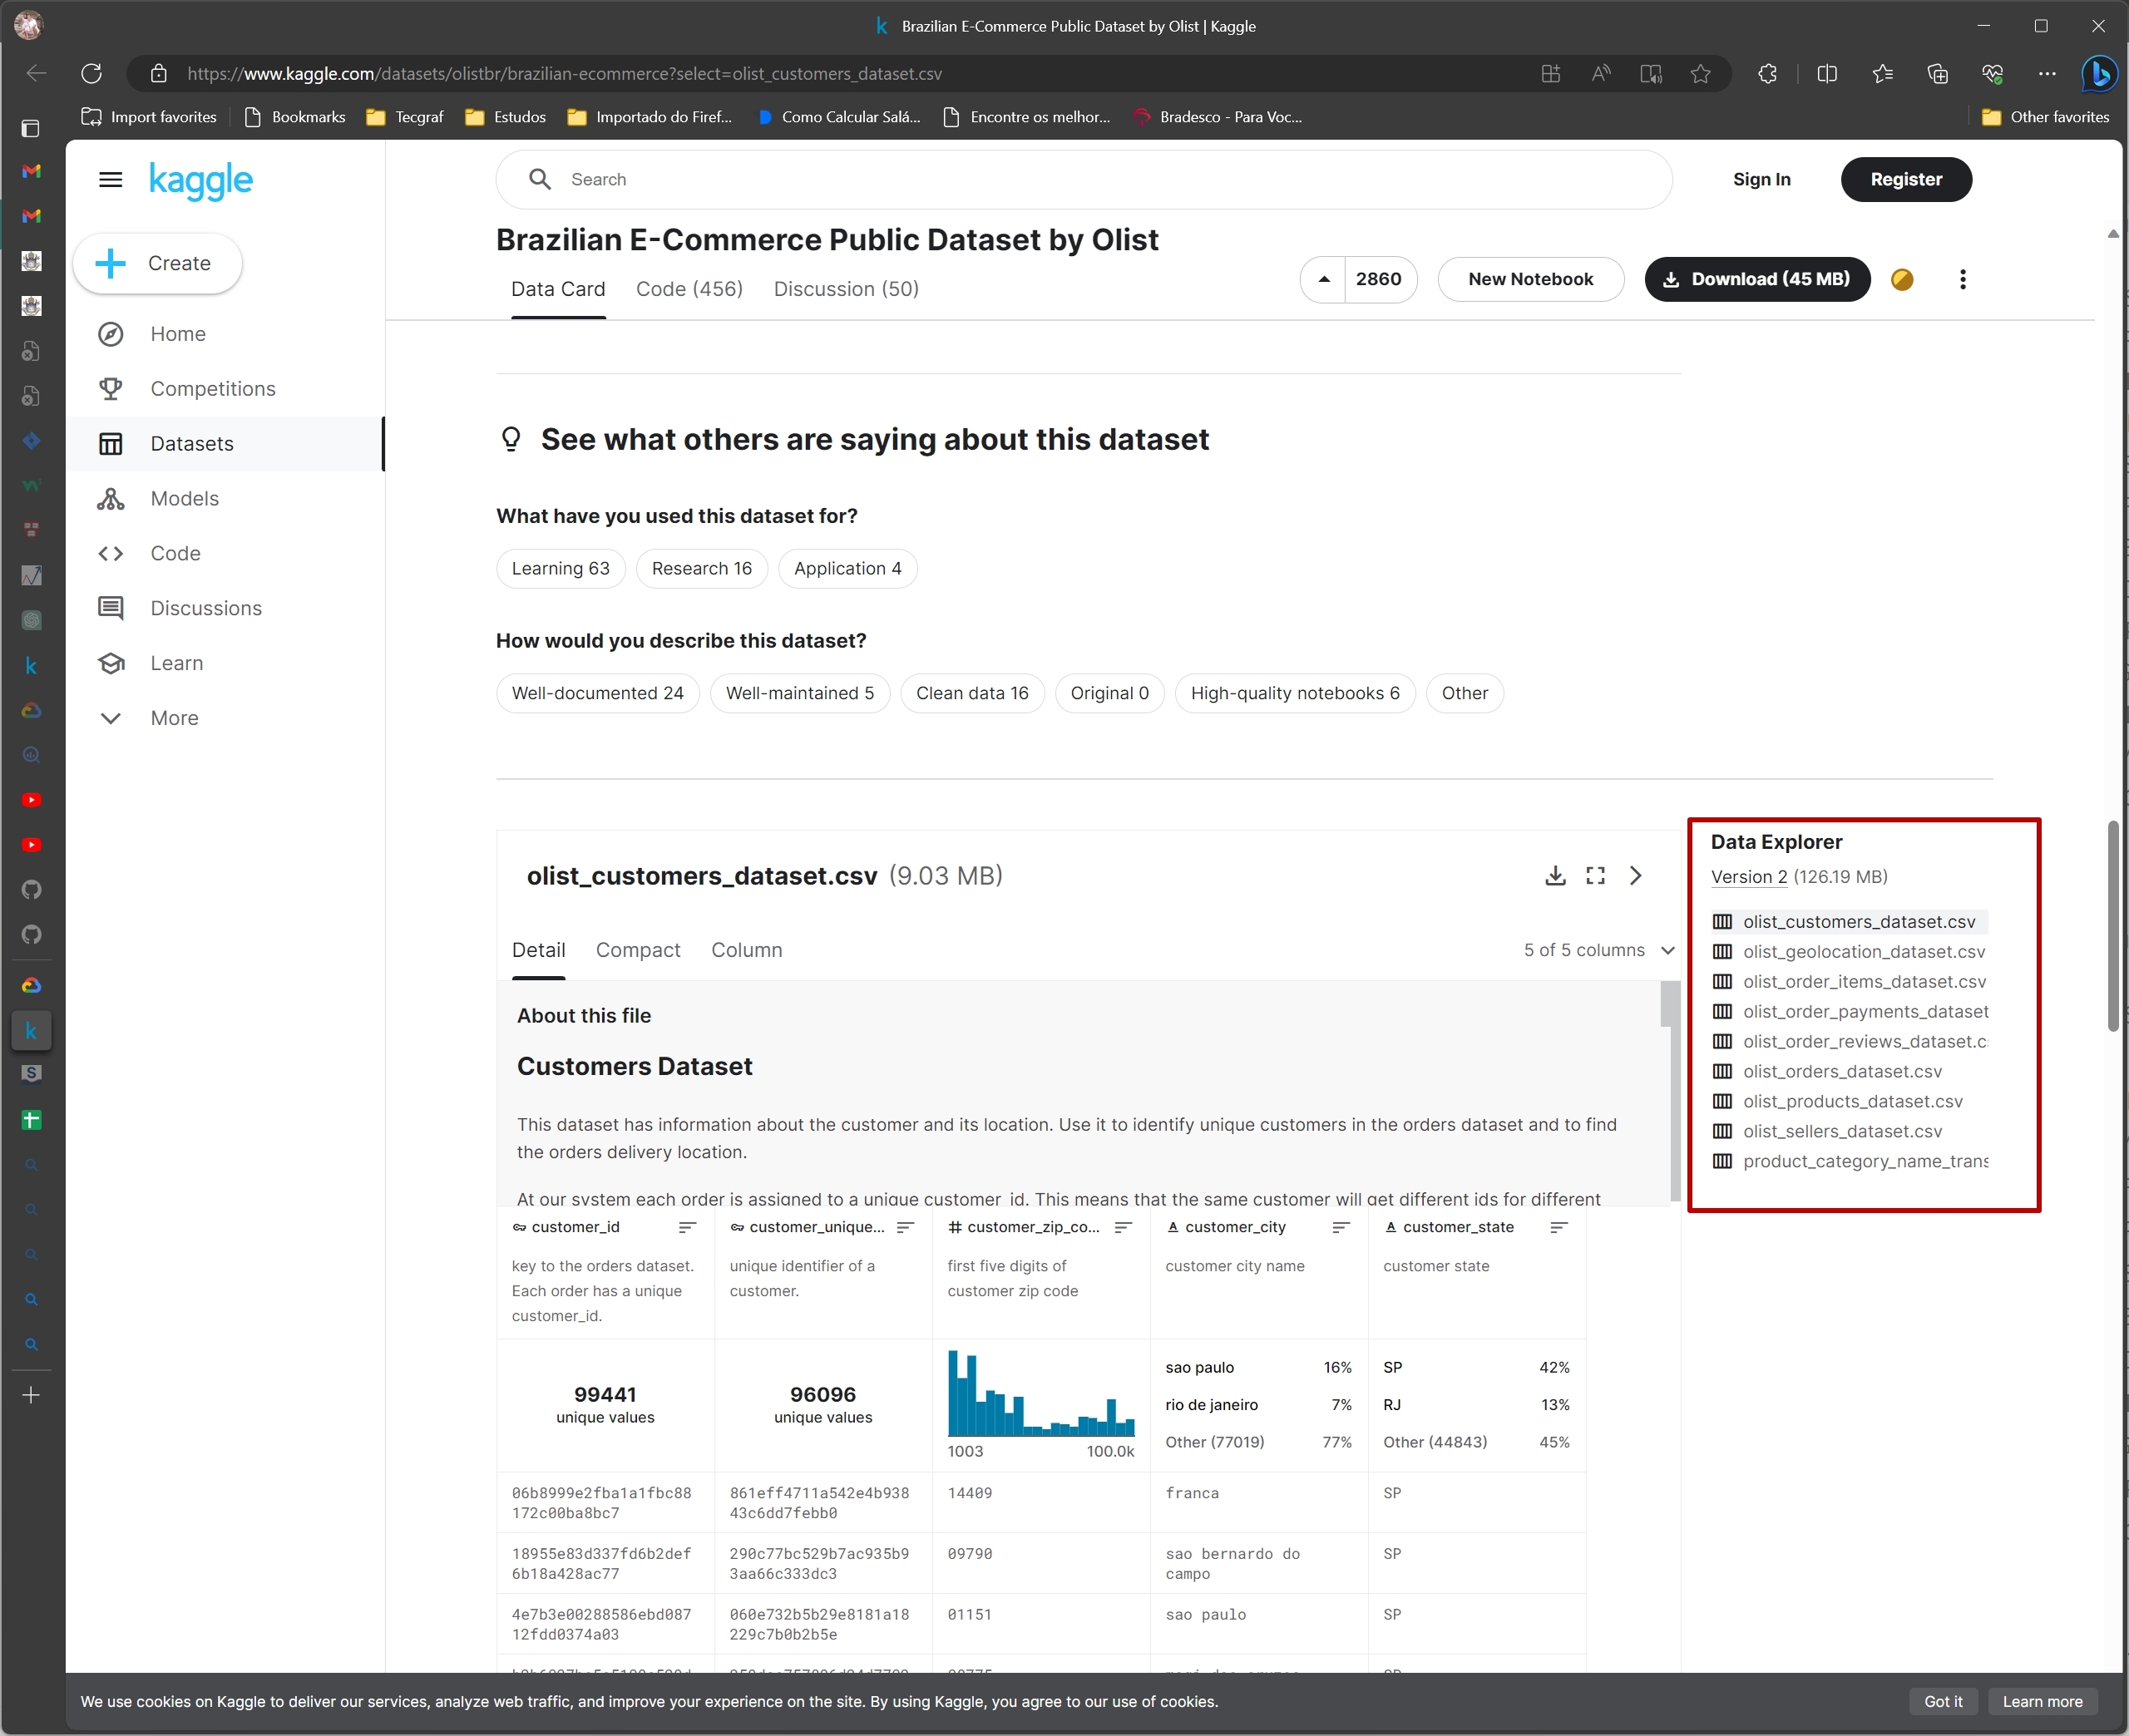 Brazilian E-Commerce Public Dataset by Olist | Kaggle
https://www.kaggle.com/datasets/olistbr/brazilian-ecommerce?select=olist_customers_dataset.csv
Import favorites Bookmarks Tecgraf Estudos Importado do Firef... Como Calcular Salá... Encontre os melhor... Bradesco - Para Voc... Other favorites
kaggle
Search
Sign In
Register
Create
Home
Competitions
Datasets
Models
Code
Discussions
Learn
More
Brazilian E-Commerce Public Dataset by Olist
Data Card Code (456) Discussion (50)
2860
New Notebook
Download (45 MB)
See what others are saying about this dataset
What have you used this dataset for?
Learning 63 Research 16 Application 4
How would you describe this dataset?
Well-documented 24 Well-maintained 5 Clean data 16 Original 0 High-quality notebooks 6 Other
olist_customers_dataset.csv (9.03 MB)
Detail Compact Column
5 of 5 columns
About this file
Customers Dataset
This dataset has information about the customer and its location. Use it to identify unique customers in the orders dataset and to find
the orders delivery location.
At our system each order is assigned to a unique customer_id. This means that the same customer will get different ids for different
customer_id customer_unique... # customer_zip_co... A customer_city A customer_state
key to the orders dataset.
Each order has a unique
customer_id.
unique identifier of a
customer.
first five digits of
customer zip code
customer city name
customer state
99441
unique values
96096
unique values
1003 100.0k
sao paulo 16%
rio de janeiro 7%
Other (77019) 77%
SP 42%
RJ 13%
Other (44843) 45%
06b8999e2fba1a1fbc88
172c00ba8bc7
861eff4711a542e4b938
43c6dd7febb0
14409
franca
SP
18955e83d337fd6b2def
6b18a428ac77
290c77bc529b7ac935b9
3aa66c333dc3
09790
sao bernardo do
campo
SP
4e7b3e00288586ebd087
12fdd0374a03
060e732b5b29e8181a18
229c7b0b2b5e
01151
sao paulo
SP
Data Explorer
Version 2 (126.19 MB)
olist_customers_dataset.csv
olist_geolocation_dataset.csv
olist_order_items_dataset.csv
olist_order_payments_dataset
olist_order_reviews_dataset.c
olist_orders_dataset.csv
olist_products_dataset.csv
olist_sellers_dataset.csv
product_category_name_trans
We use cookies on Kaggle to deliver our services, analyze web traffic, and improve your experience on the site. By using Kaggle, you agree to our use of cookies.
Got it
Learn more